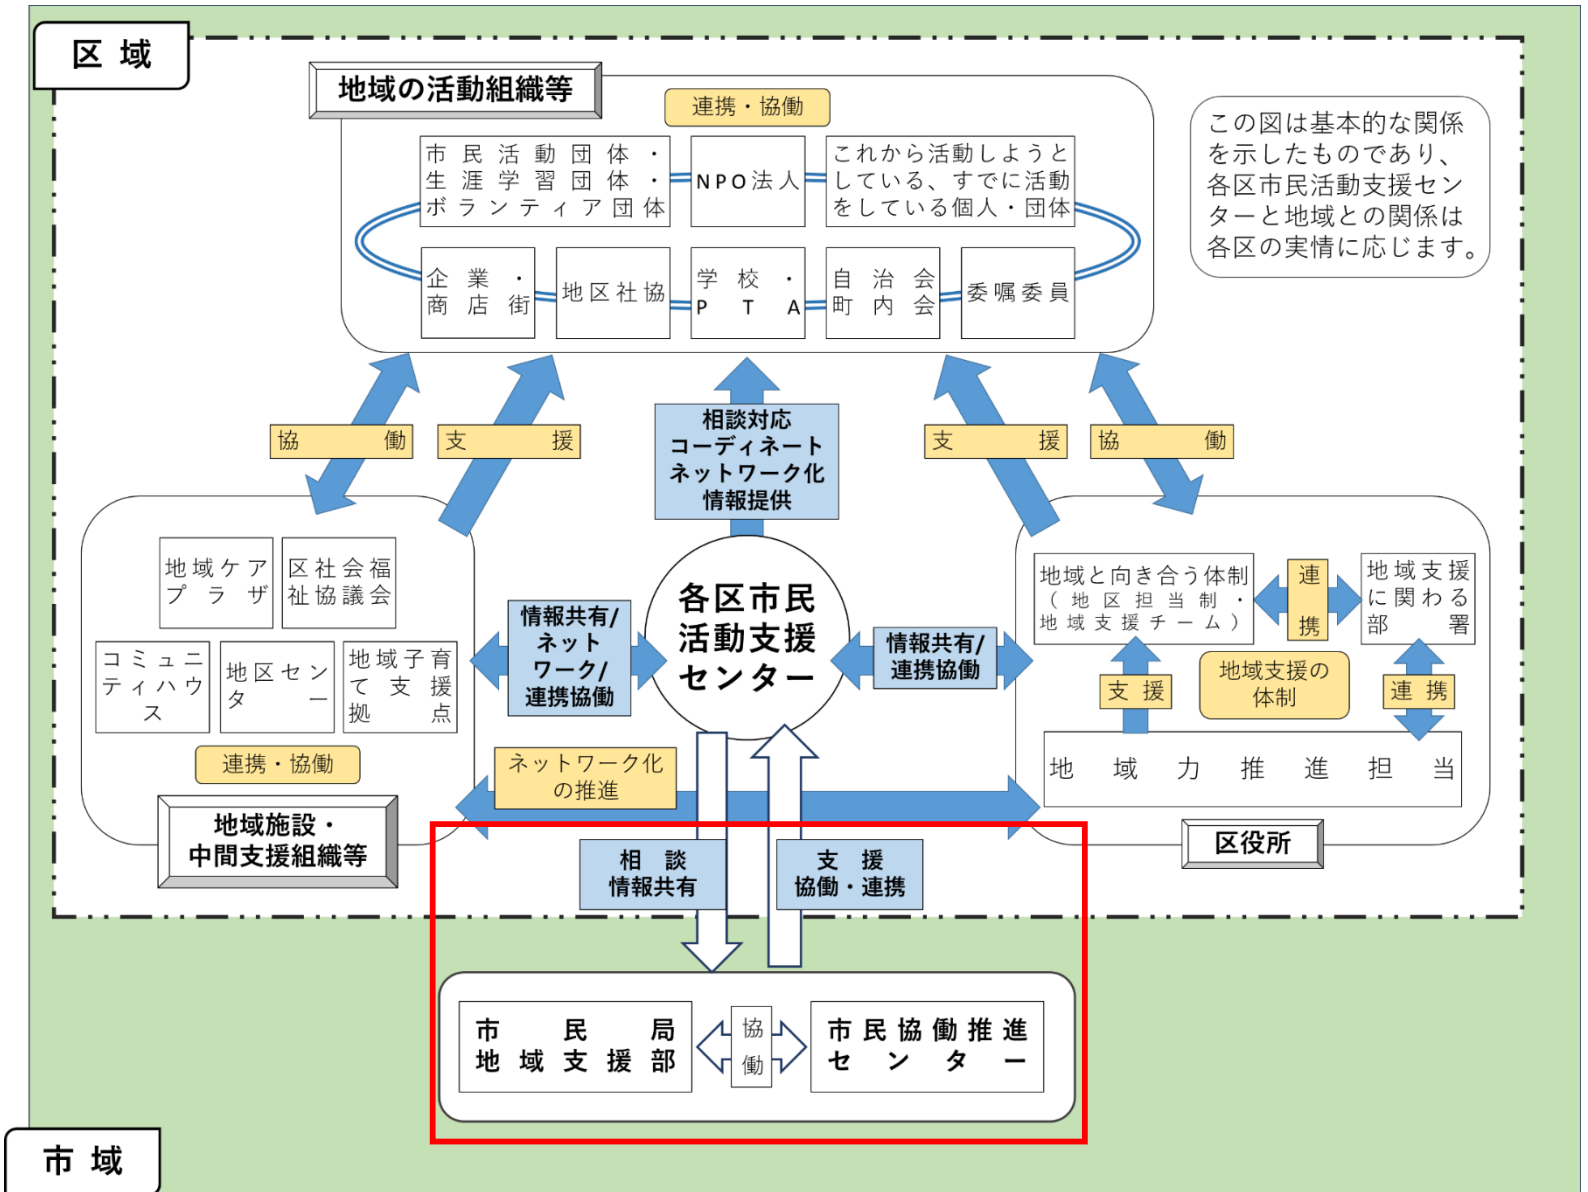 区域
地域の活動組織等
連携・協働
市民活動団体・
生涯学習団体・
ボランティア団体
NPO法人
これから活動しようと
している、すでに活動
をしている個人・団体
企業・
商店街
地区社協
学校・
PTA
自治会
町内会
委嘱委員
この図は基本的な関係
を示したものであり、
各区市民活動支援セン
ターと地域との関係は
各区の実情に応じます。
協働
支援
相談対応
コーディネート
ネットワーク化
情報提供
支援
協働
地域ケア
プラザ
区社会福
祉協議会
コミュニ
ティハウ
ス
地区セン
ター
地域子育
て支援
拠点
連携・協働
地域施設・
中間支援組織等
情報共有/
ネット
ワーク/
連携協働
各区市民
活動支援
センター
情報共有/
連携協働
地域と向き合う体制
(地区担当制・
地域支援チーム)
連
携
地域支援
に関わる
部署
支援
地域支援の
体制
連携
地域力推進担当
区役所
ネットワーク化
の推進
相談
情報共有
支援
協働・連携
市民局
地域支援部
協
働
市民協働推進
センター
市域